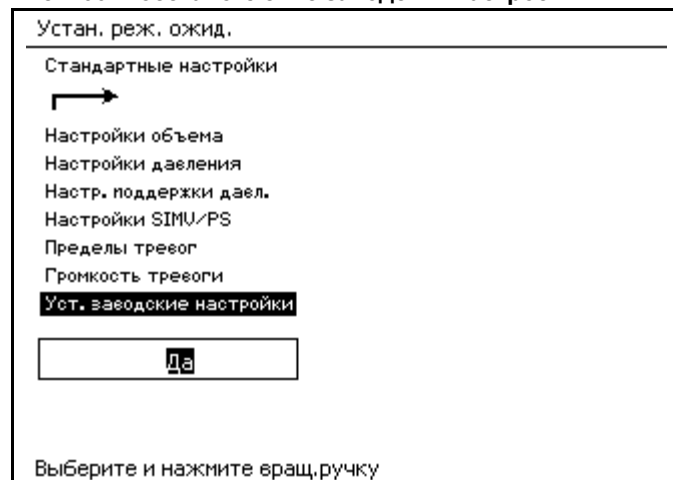 Устан. реж. ожид.
Стандартные настройки
Настройки объема
Настройки давления
Настр. поддержки давл.
Настройки SIMV/PS
Пределы тревог
Громкость тревоги
Уст. заводские настройки
Да
Выберите и нажмите вращ.ручку